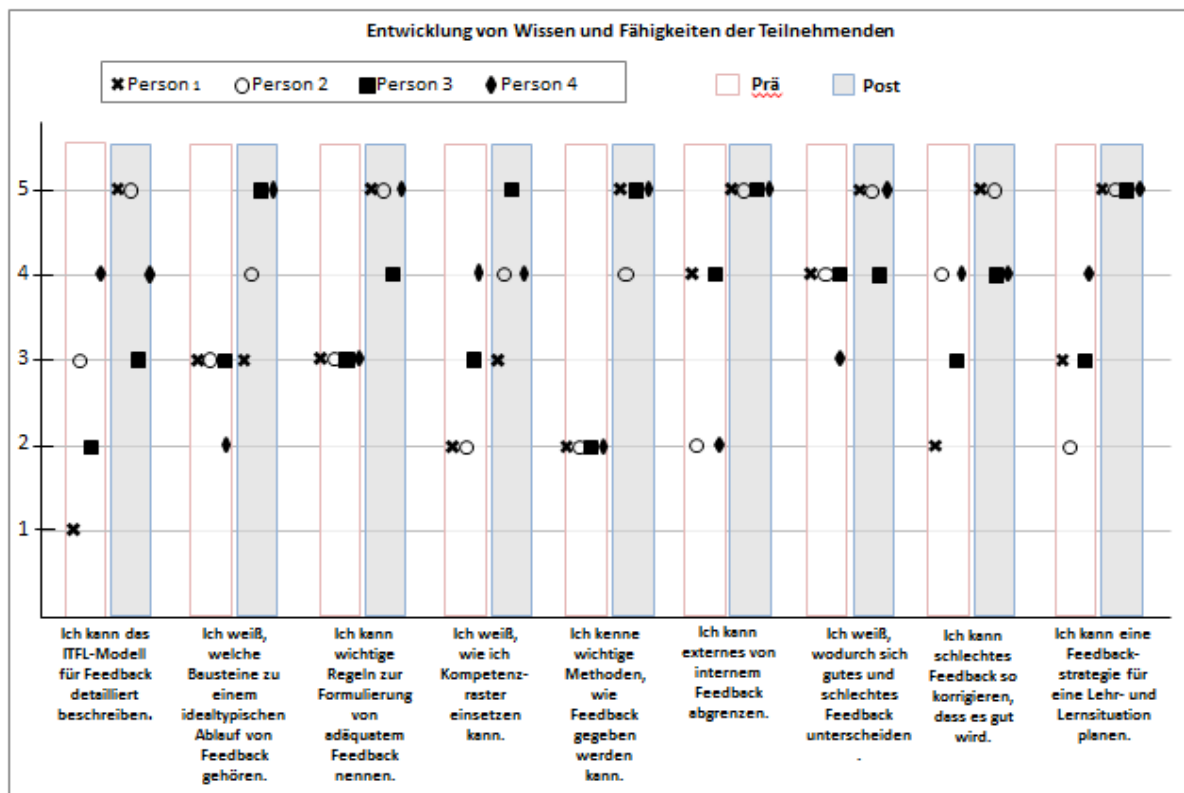 Entwicklung von Wissen und Fähigkeiten der Teilnehmenden
Person 1 Person 2 Person 3 Person 4 Prä Post
5
4
3
2
1
Ich kann das
ITFL-Modell
für Feedback
detailliert
beschreiben.
Ich weiß,
welche
Bausteine zu
einem
idealtypischen
Ablauf von
Feedback
gehören.
Ich kann
wichtige
Regeln zur
Formulierung
von
adäquatem
Feedback
nennen.
Ich weiß,
wie ich
Kompetenz-
raster
einsetzen
kann.
Ich kenne
wichtige
Methoden,
wie
Feedback
gegeben
werden
kann.
Ich kann
externes von
internem
Feedback
abgrenzen.
Ich weiß,
wodurch sich
gutes und
schlechtes
Feedback
unterscheiden
.
Ich kann
schlechtes
Feedback so
korrigieren,
dass es gut
wird.
Ich kann eine
Feedback-
strategie für
eine Lehr- und
Lernsituation
planen.